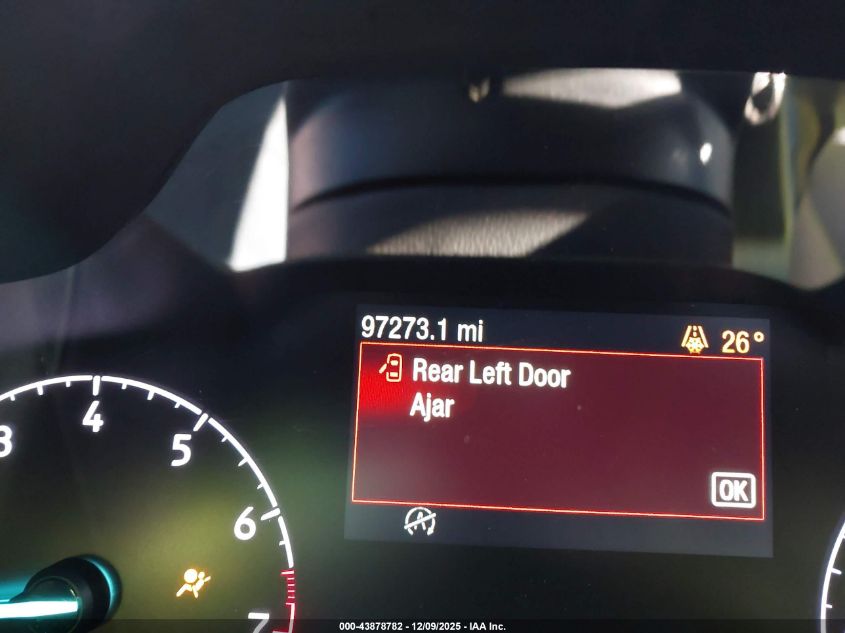 97273.1 mi
26°
Rear Left Door
Ajar
OK
A
3
4
5
6
7
000-43878782 - 12/09/2025 - IAA Inc.